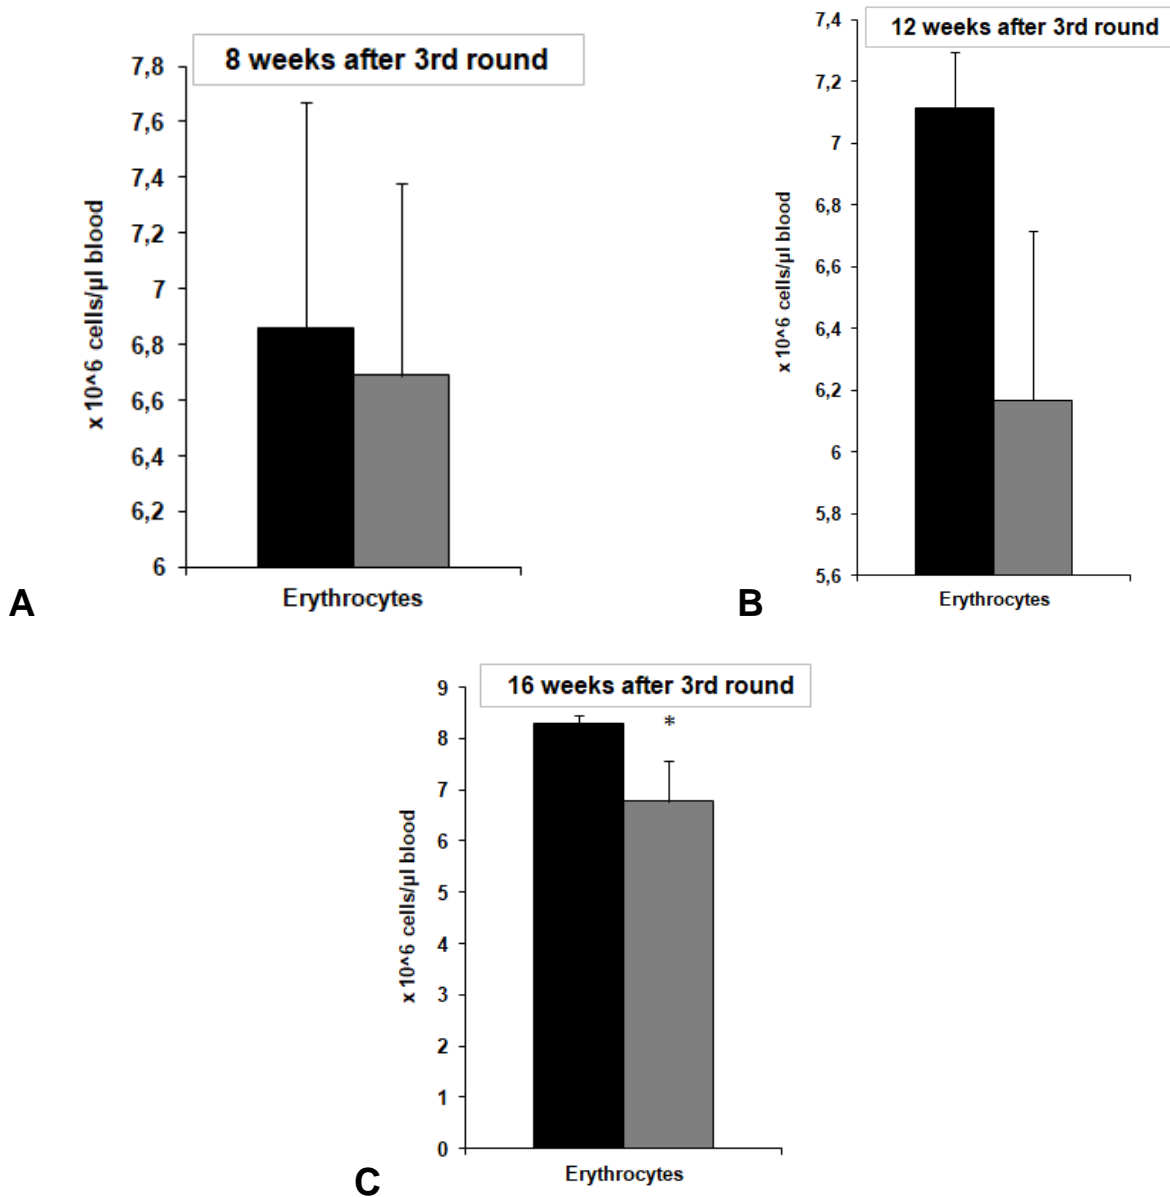 8 weeks after 3rd round
7,8
7,6
7,4
7,2
7
6,8
6,6
6,4
6,2
6
x 10^6 cells/µl blood
Erythrocytes
A
12 weeks after 3rd round
7,4
7,2
7
6,8
6,6
6,4
6,2
6
5,8
5,6
x 10^6 cells/µl blood
Erythrocytes
B
16 weeks after 3rd round
9
8
7
6
5
4
3
2
1
0
*
x 10^6 cells/µl blood
Erythrocytes
C